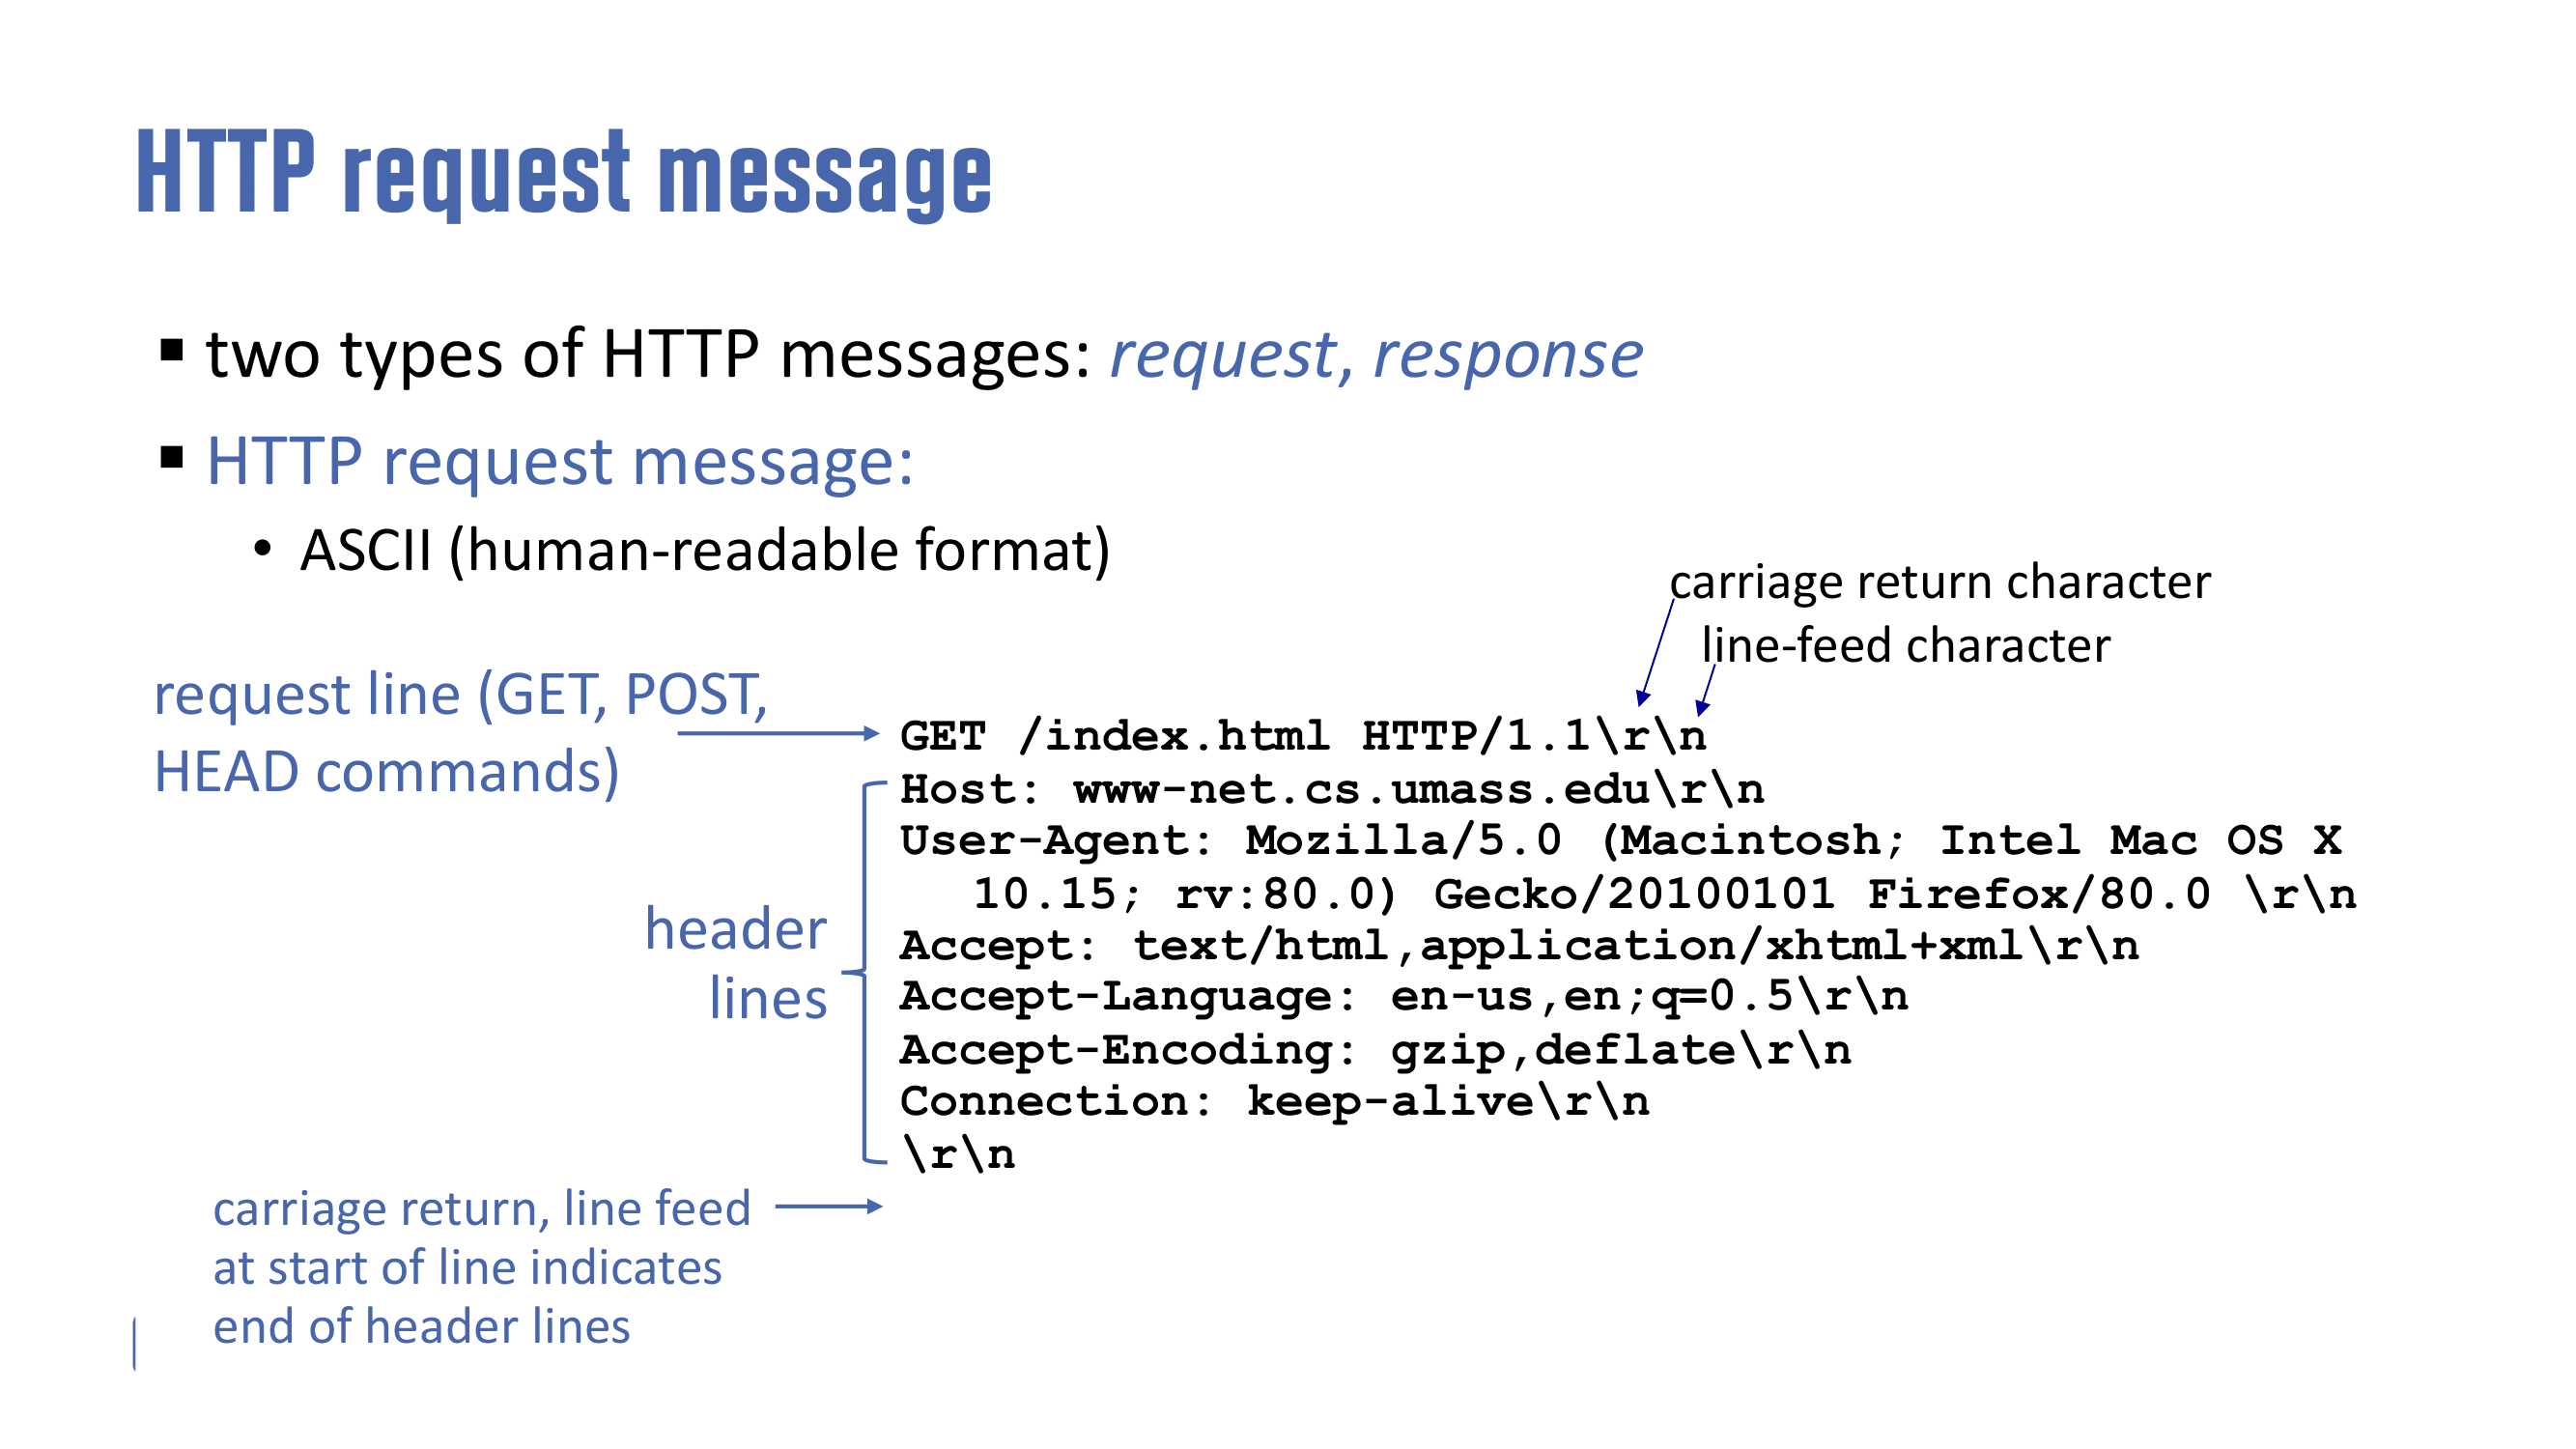 HTTP request message
▪ two types of HTTP messages: request, response
▪ HTTP request message:
• ASCII (human-readable format)
carriage return character
line-feed character
request line (GET, POST,
HEAD commands)
GET /index.html HTTP/1.1\r\n
Host: www-net.cs.umass.edu\r\n
User-Agent: Mozilla/5.0 (Macintosh; Intel Mac OS X
10.15; rv:80.0) Gecko/20100101 Firefox/80.0 \r\n
Accept: text/html,application/xhtml+xml\r\n
Accept-Language: en-us,en;q=0.5\r\n
Accept-Encoding: gzip,deflate\r\n
Connection: keep-alive\r\n
\r\n
header
lines
carriage return, line feed
at start of line indicates
end of header lines